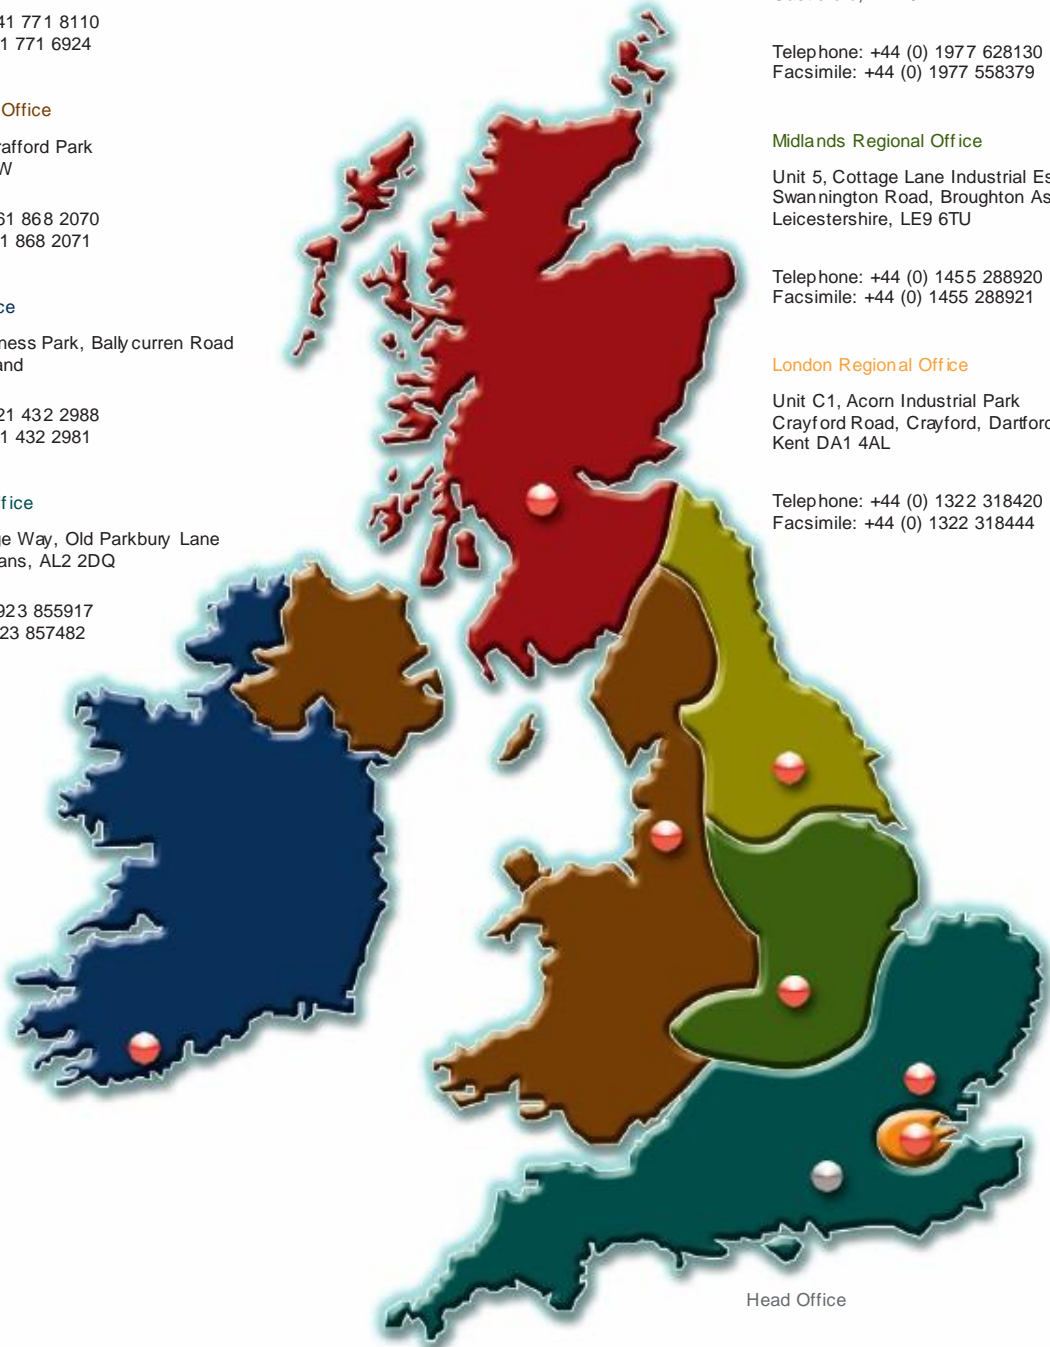 41 771 8110
1 771 6924
Office
rafford Park
W
61 868 2070
1 868 2071
ce
ness Park, Ballycurren Road
and
21 432 2988
1 432 2981
ffice
ge Way, Old Parkbury Lane
ans, AL2 2DQ
923 855917
23 857482
Telephone: +44 (0) 1977 628130
Facsimile: +44 (0) 1977 558379
Midlands Regional Office
Unit 5, Cottage Lane Industrial Es
Swannington Road, Broughton As
Leicestershire, LE9 6TU
Telephone: +44 (0) 1455 288920
Facsimile: +44 (0) 1455 288921
London Regional Office
Unit C1, Acorn Industrial Park
Crayford Road, Crayford, Dartford
Kent DA1 4AL
Telephone: +44 (0) 1322 318420
Facsimile: +44 (0) 1322 318444
Head Office